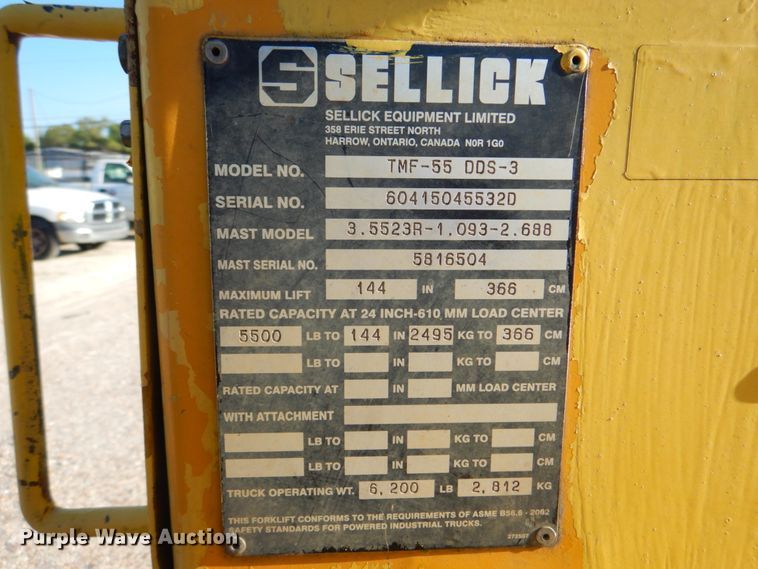 S SELLICK
SELLICK EQUIPMENT LIMITED
358 ERIE STREET NORTH
HARROW, ONTARIO, CANADA N0R 1G0
MODEL NO. TMF-55 DDS-3
SERIAL NO. 60415045532D
MAST MODEL 3.5523R-1.093-2.688
MAST SERIAL NO. 5816504
MAXIMUM LIFT 144 IN 366 CM
RATED CAPACITY AT 24 INCH-610 MM LOAD CENTER
5500 LB TO 144 IN 2495 KG TO 366 CM
LB TO IN KG TO CM
RATED CAPACITY AT IN MM LOAD CENTER
WITH ATTACHMENT
LB TO IN KG TO CM
LB TO IN KG TO CM
TRUCK OPERATING WT. 6,200 LB 2,812 KG
THIS FORKLIFT CONFORMS TO THE REQUIREMENTS OF ASME B56.6 - 2002
SAFETY STANDARDS FOR POWERED INDUSTRIAL TRUCKS.
Purple Wave Auction